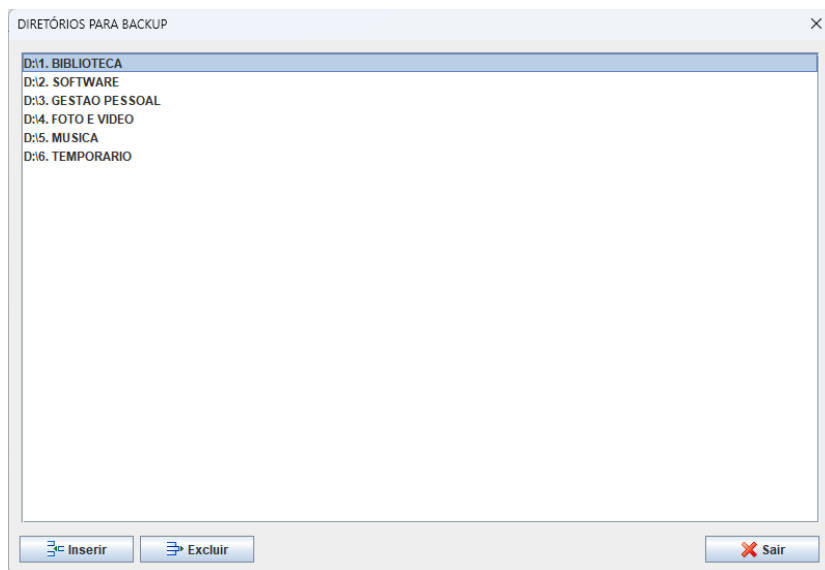 DIRETÓRIOS PARA BACKUP
D:\1. BIBLIOTECA
D:\2. SOFTWARE
D:\3. GESTAO PESSOAL
D:\4. FOTO E VIDEO
D:\5. MUSICA
D:\6. TEMPORARIO
Inserir Excluir Sair